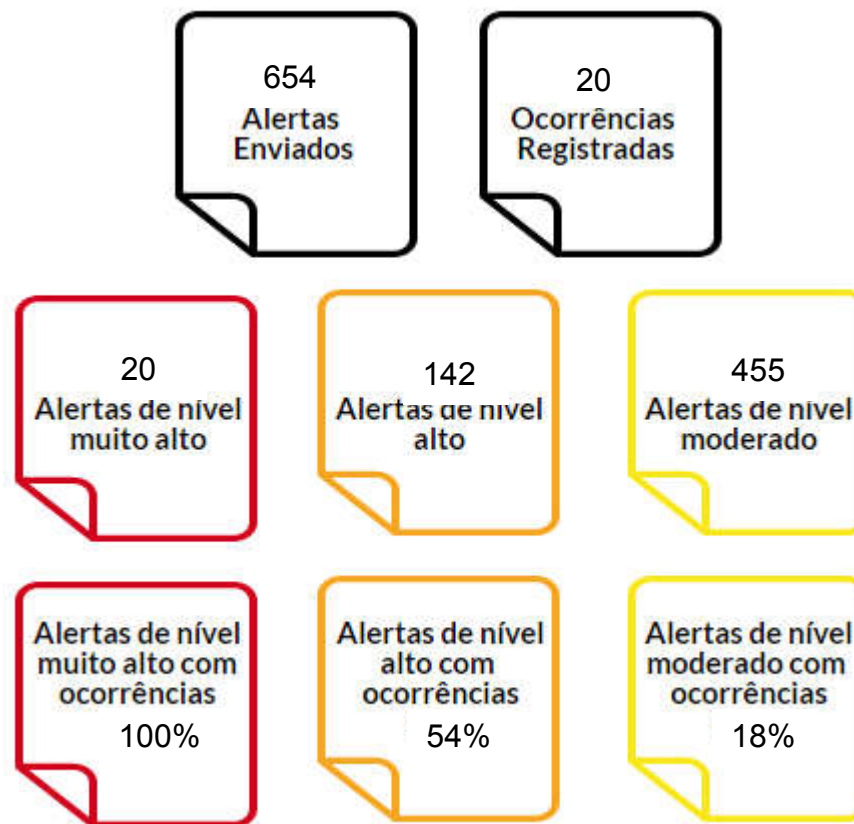 654
Alertas
Enviados
20
Ocorrências
Registradas
20
Alertas de nível
muito alto
142
Alertas de nível
alto
455
Alertas de nível
moderado
Alertas de nível
muito alto com
ocorrências
100%
Alertas de nível
alto com
ocorrências
54%
Alertas de nível
moderado com
ocorrências
18%